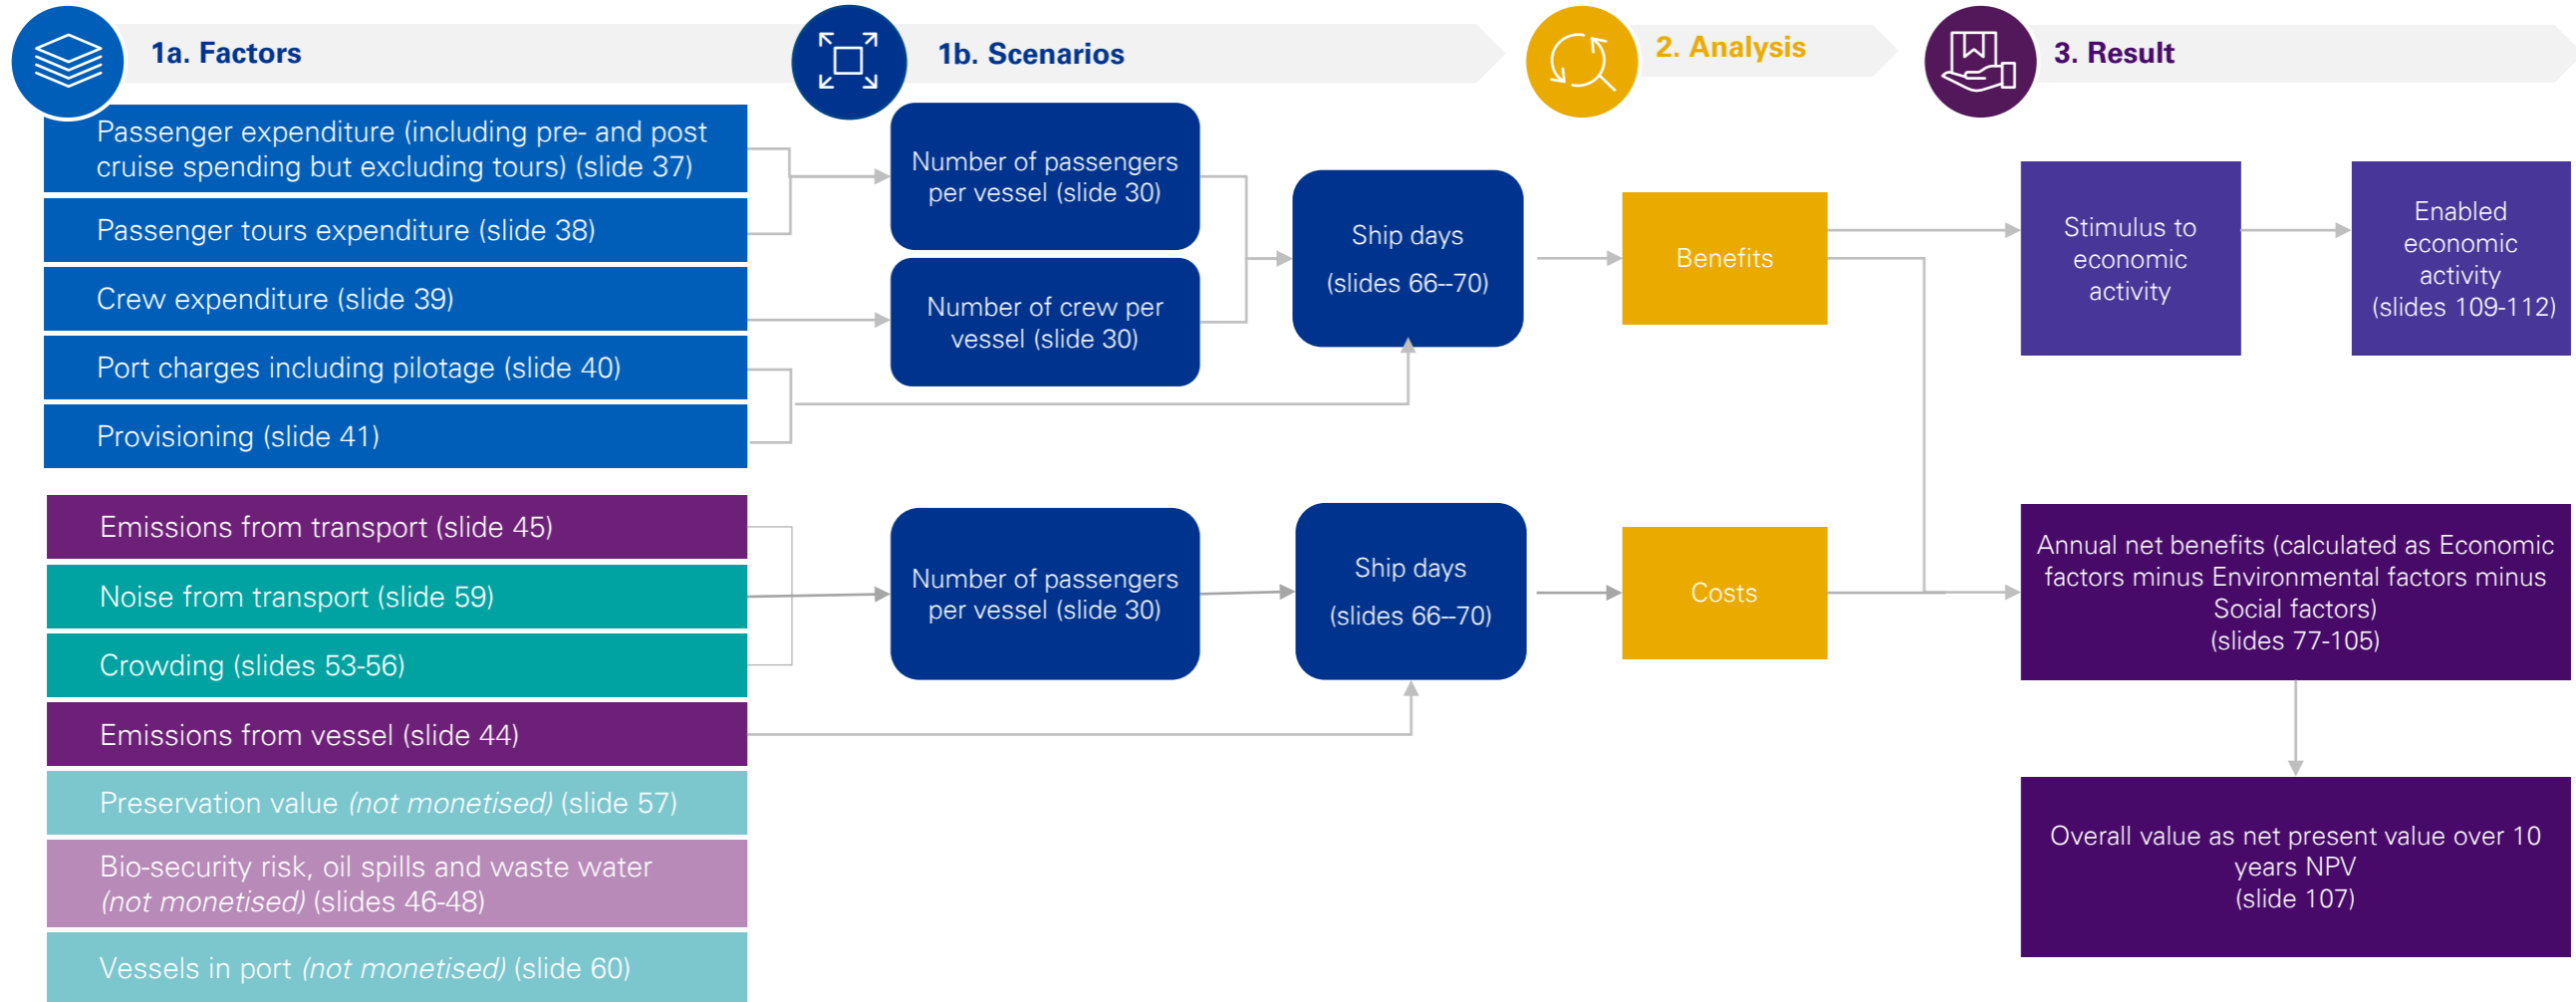 1a. Factors
1b. Scenarios
2. Analysis
3. Result
Passenger expenditure (including pre- and post
cruise spending but excluding tours) (slide 37)
Passenger tours expenditure (slide 38)
Crew expenditure (slide 39)
Port charges including pilotage (slide 40)
Provisioning (slide 41)
Number of passengers
per vessel (slide 30)
Number of crew per
vessel (slide 30)
Ship days
(slides 66--70)
Benefits
Stimulus to
economic
activity
Enabled
economic
activity
(slides 109-112)
Emissions from transport (slide 45)
Noise from transport (slide 59)
Crowding (slides 53-56)
Emissions from vessel (slide 44)
Preservation value (not monetised) (slide 57)
Bio-security risk, oil spills and waste water
(not monetised) (slides 46-48)
Vessels in port (not monetised) (slide 60)
Number of passengers
per vessel (slide 30)
Ship days
(slides 66--70)
Costs
Annual net benefits (calculated as Economic
factors minus Environmental factors minus
Social factors)
(slides 77-105)
Overall value as net present value over 10
years NPV
(slide 107)